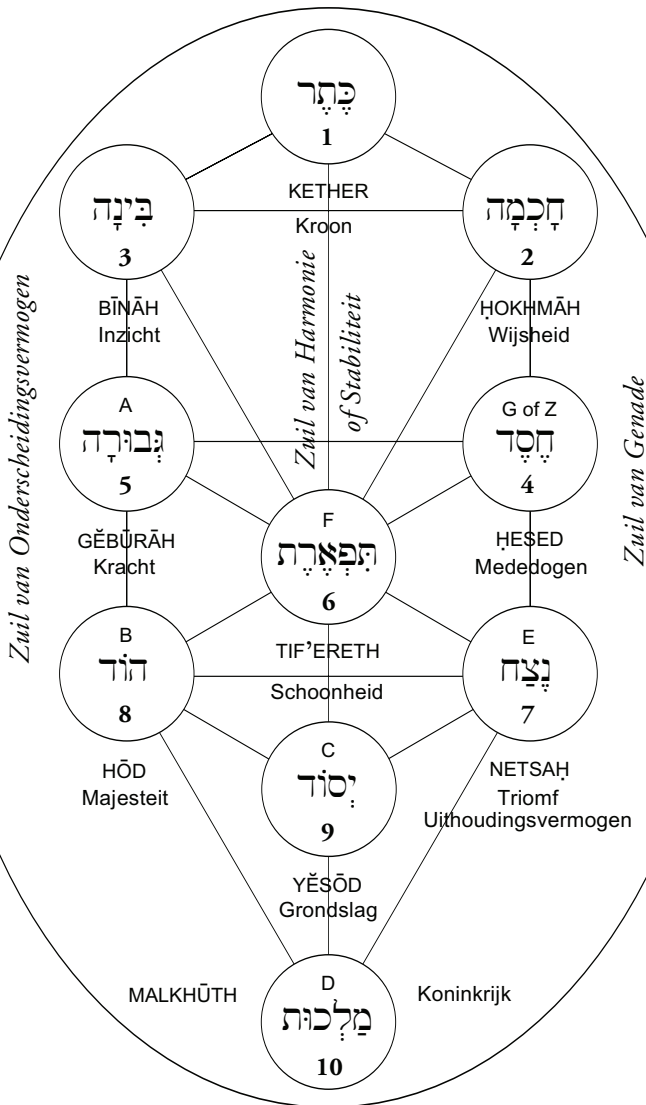 כֶּתֶר
1
KETHER
Kroon
בִּינָה
3
BĪNĀH
Inzicht
חָכְמָה
2
ḤOKHMĀH
Wijsheid
Zuil van Onderscheidingsvermogen
Zuil van Harmonie
of Stabiliteit
Zuil van Genade
A
גְּבוּרָה
5
GĔBŪRĀH
Kracht
G of Z
חֶסֶד
4
ḤESED
Mededogen
F
תִּפְאֶרֶת
6
TIF’ERETH
Schoonheid
B
הוֹד
8
HŌD
Majesteit
E
נֶצַח
7
NETSAḤ
Triomf
Uithoudingsvermogen
C
יְסוֹד
9
YĔSŌD
Grondslag
D
מַלְכוּת
10
MALKHŪTH
Koninkrijk